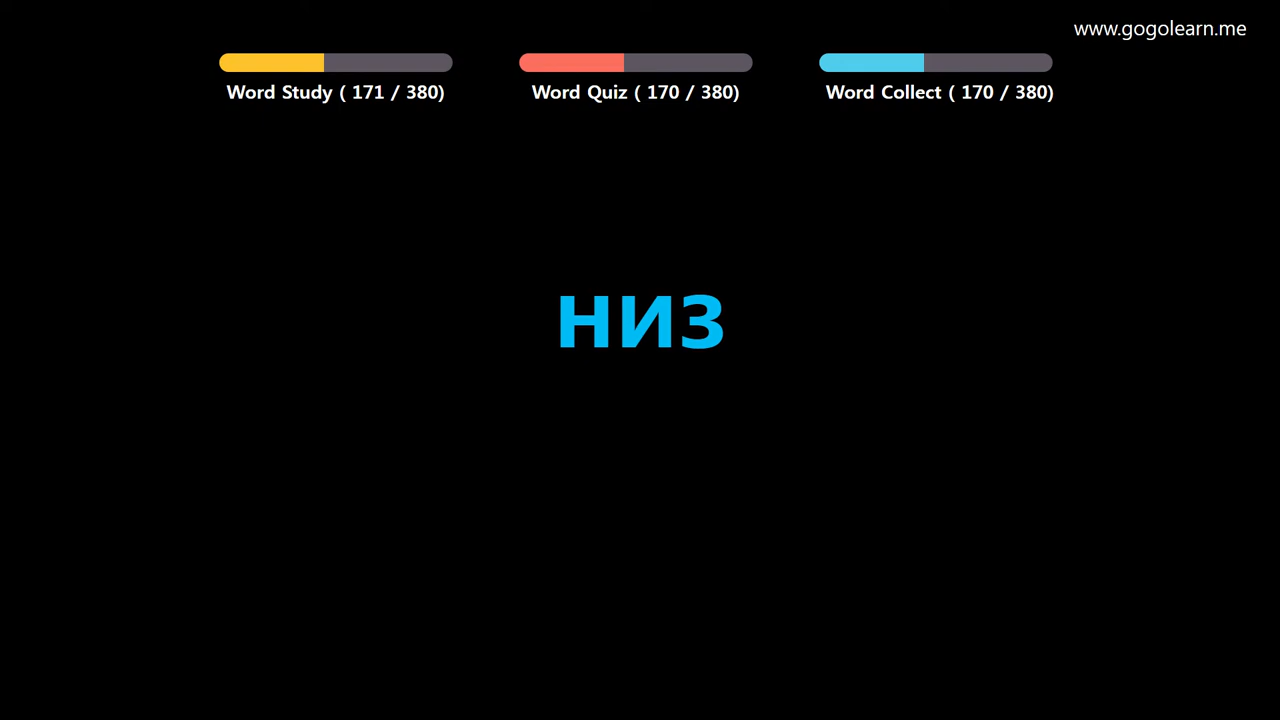 www.gogolearn.me
Word Study ( 171 / 380)
Word Quiz ( 170 / 380)
Word Collect ( 170 / 380)
низ